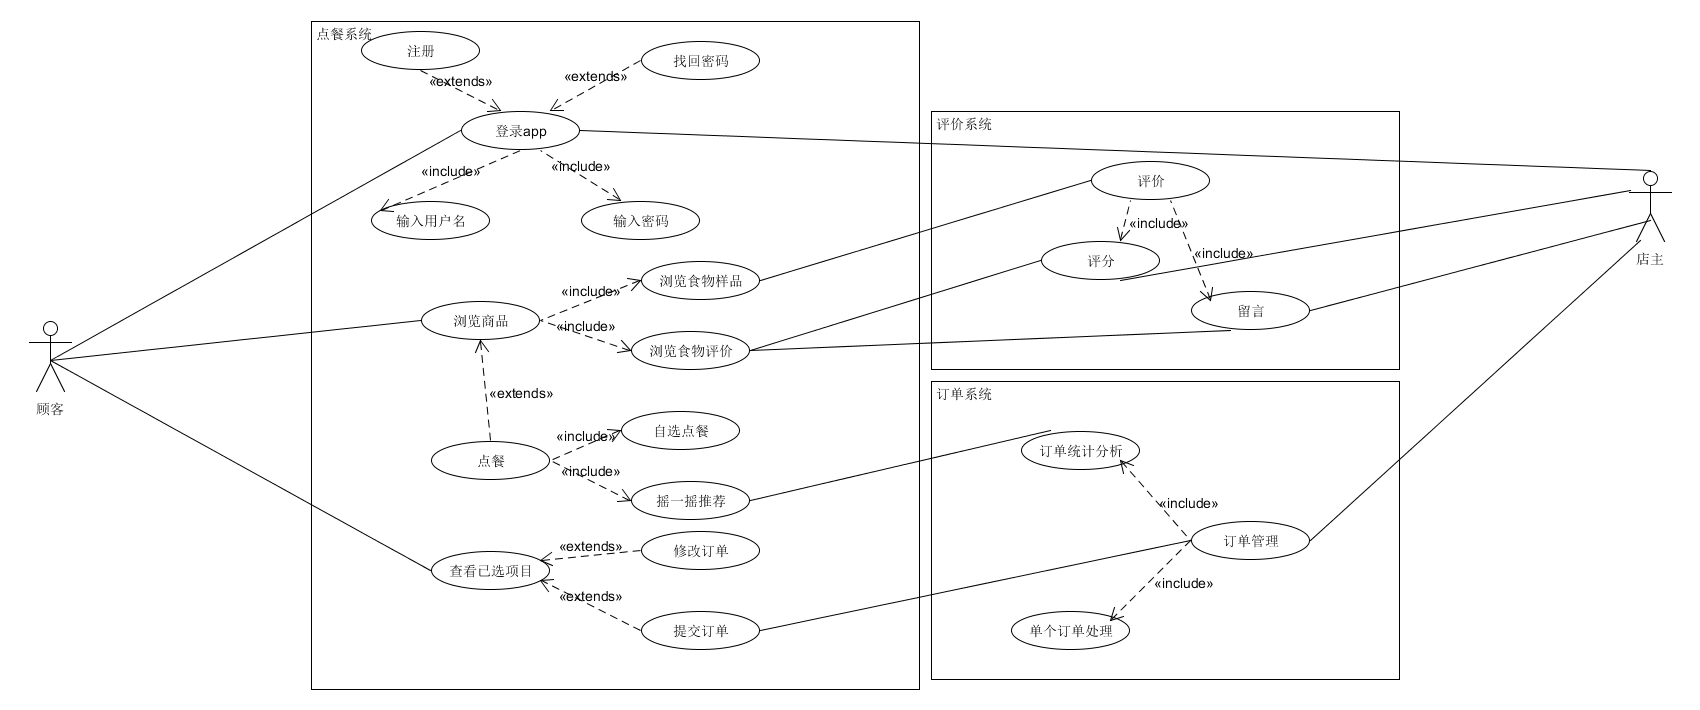 点餐系统
注册
找回密码
«extends»
«extends»
登录app
«include»
«include»
输入用户名
输入密码
浏览商品
«include»
浏览食物样品
«include»
浏览食物评价
«extends»
点餐
«include»
自选点餐
«include»
摇一摇推荐
查看已选项目
«extends»
修改订单
«extends»
提交订单
评价系统
评价
«include»
评分
«include»
留言
订单系统
订单统计分析
«include»
订单管理
«include»
单个订单处理
顾客
店主